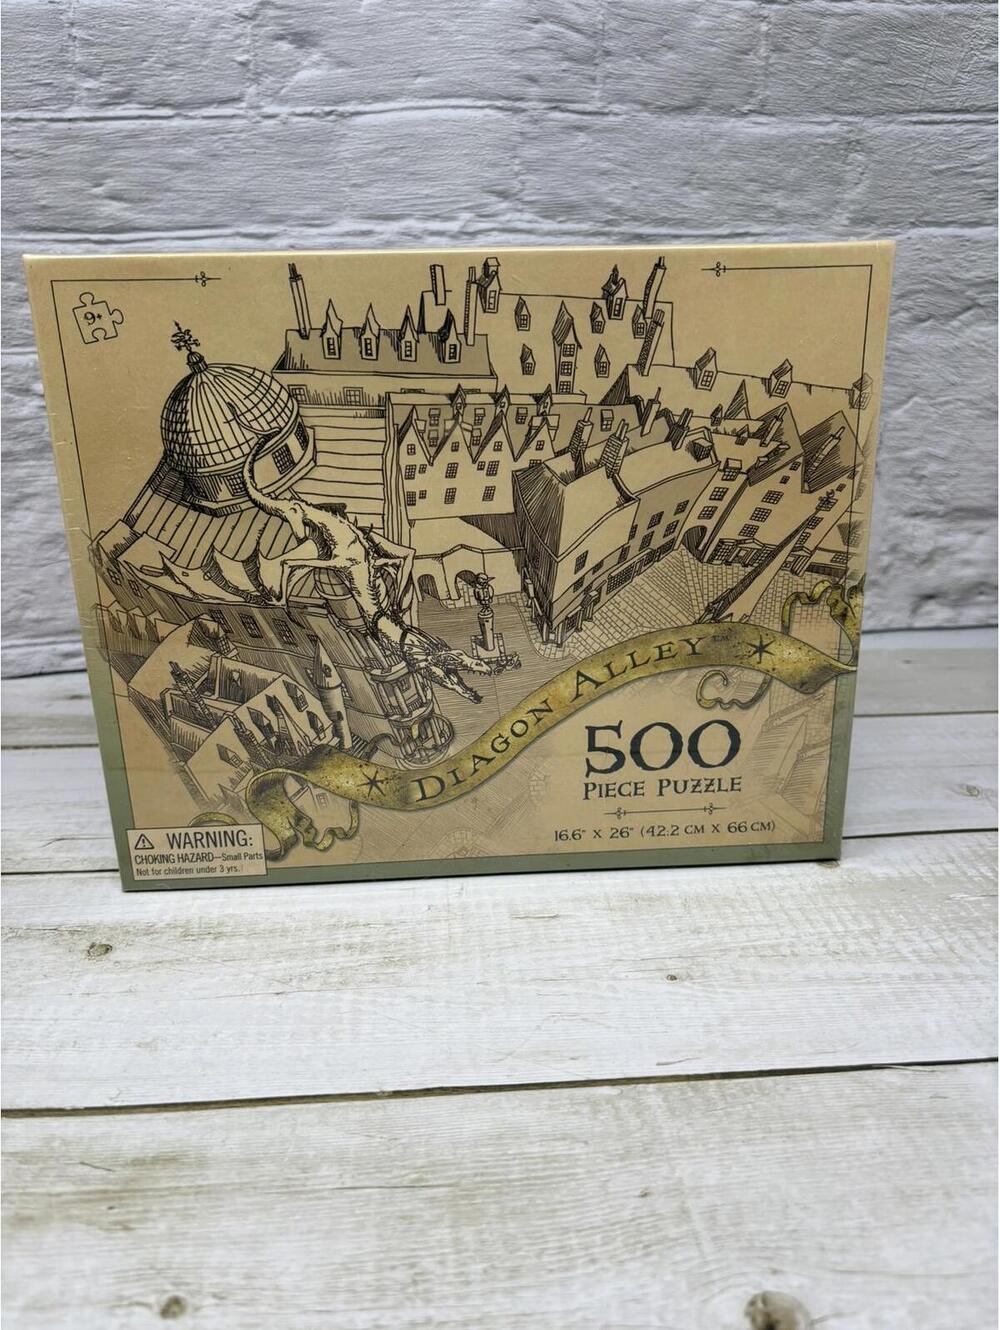 9+
DIAGON ALLEY™
500
PIECE PUZZLE
16.6" X 26" (42.2 CM X 66 CM)
WARNING:
CHOKING HAZARD—Small Parts
Not for children under 3 yrs.